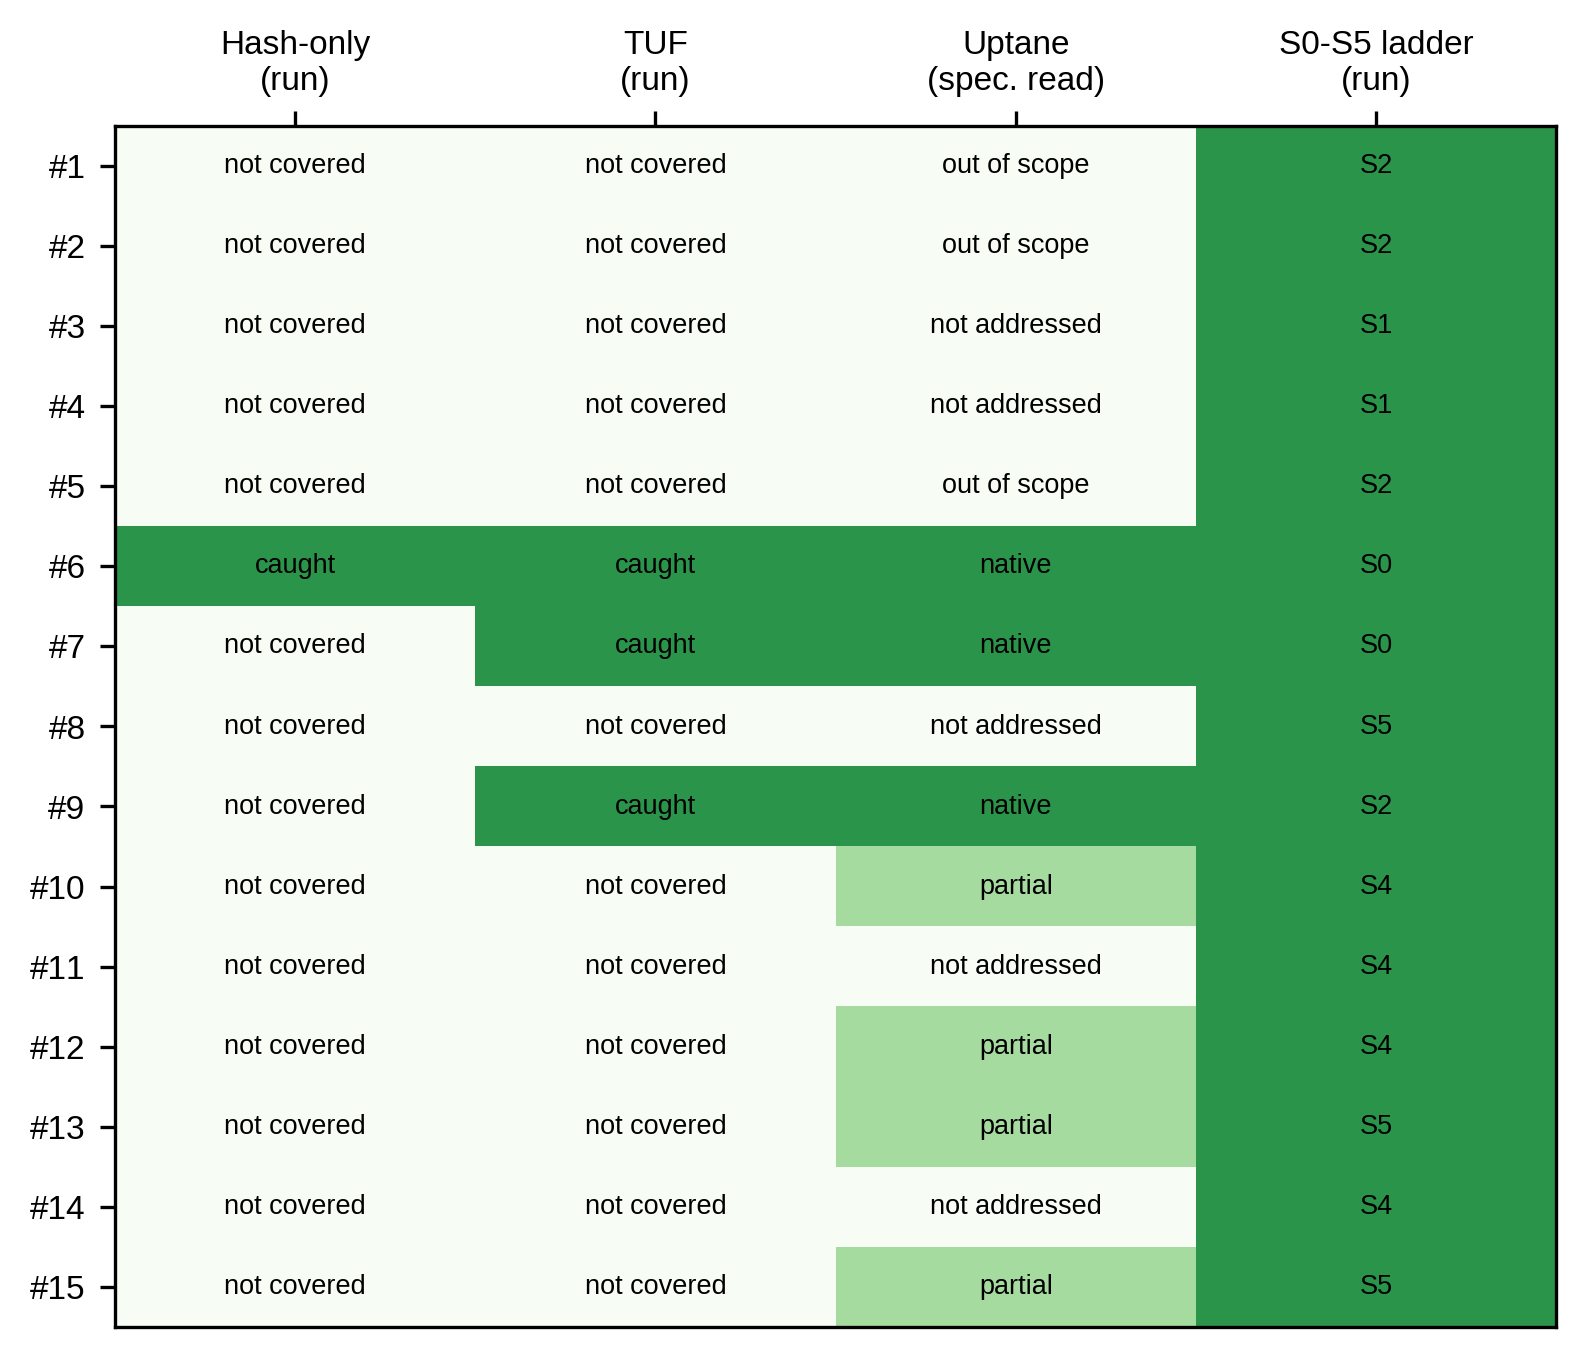 Hash-only TUF Uptane S0-S5 ladder
(run) (run) (spec. read) (run)
#1 not covered not covered out of scope S2
#2 not covered not covered out of scope S2
#3 not covered not covered not addressed S1
#4 not covered not covered not addressed S1
#5 not covered not covered out of scope S2
#6 caught caught native S0
#7 not covered caught native S0
#8 not covered not covered not addressed S5
#9 not covered caught native S2
#10 not covered not covered partial S4
#11 not covered not covered not addressed S4
#12 not covered not covered partial S4
#13 not covered not covered partial S5
#14 not covered not covered not addressed S4
#15 not covered not covered partial S5